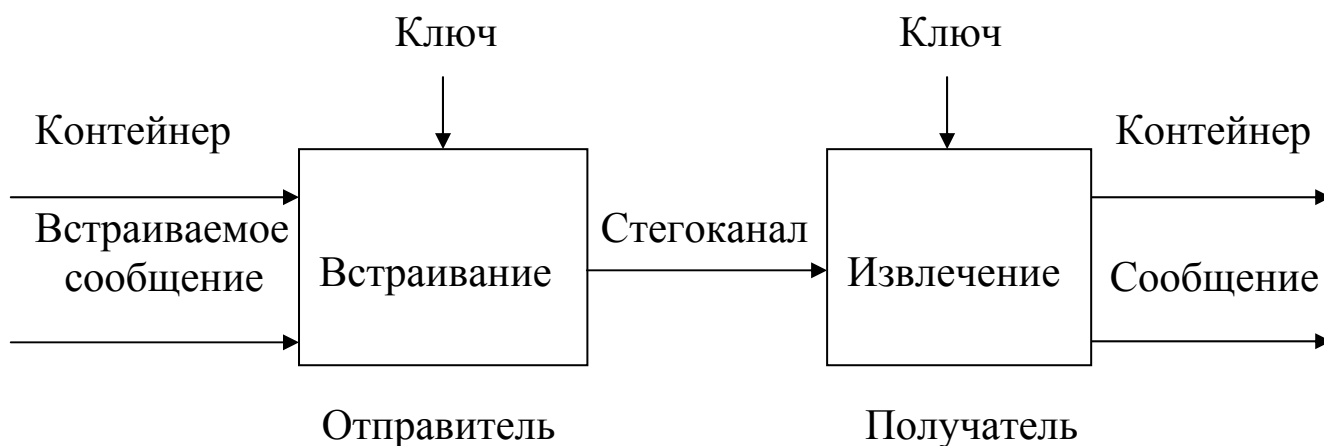 Ключ
Ключ
Контейнер
Контейнер
Встраиваемое
сообщение
Встраивание
Стегоканал
Извлечение
Сообщение
Отправитель
Получатель